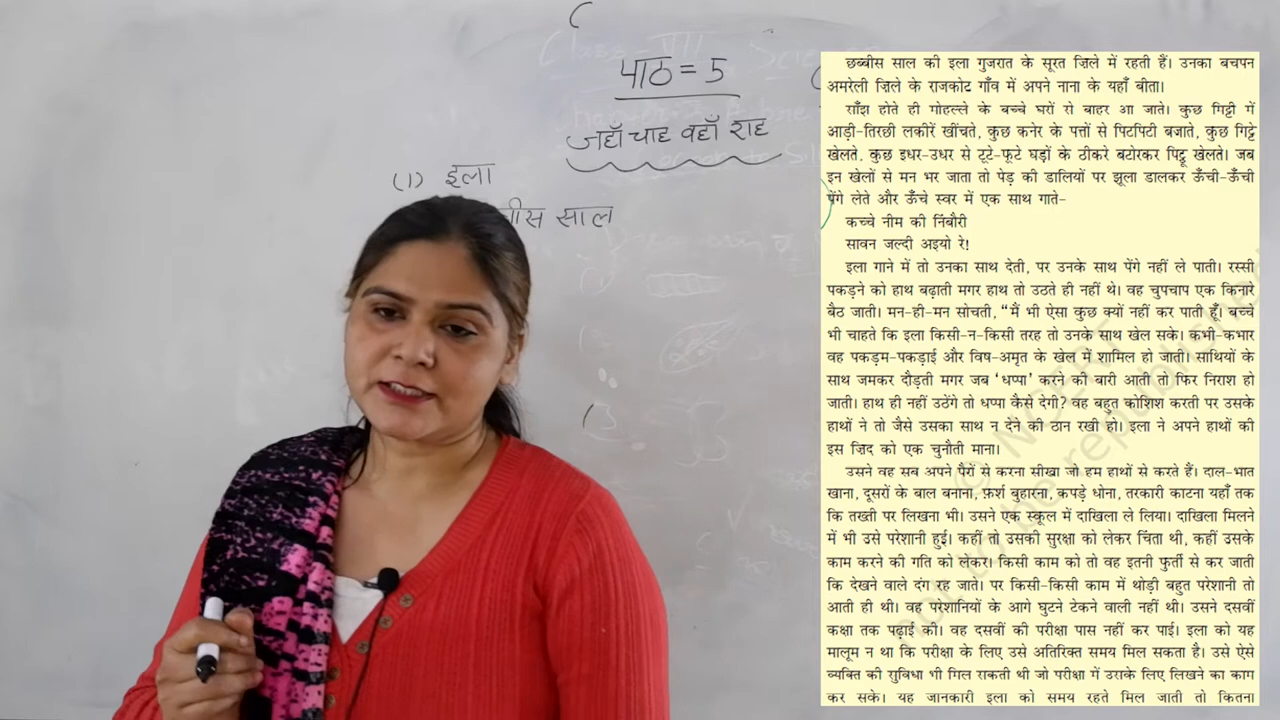 पाठ = 5
जहाँ चाह वहाँ राह
(1) इला
साल
छब्बीस साल की इला गुजरात के सूरत ज़िले में रहती हैं। उनका बचपन
अमरेली ज़िले के राजकोट गाँव में अपने नाना के यहाँ बीता।
साँझ होते ही मोहल्ले के बच्चे घरों से बाहर आ जाते। कुछ मिट्टी में
आड़ी-तिरछी लकीरें खींचते, कुछ कनेर के पत्तों से पिटपिटी बजाते, कुछ गिट्टे
खेलते, कुछ इधर-उधर से टूटे-फूटे घड़ों के ठीकरे बटोरकर पिट्ठू खेलते। जब
इन खेलों से मन भर जाता तो पेड़ की डालियों पर झूला डालकर ऊँची-ऊँची
पेंगे लेते और ऊँचे स्वर में एक साथ गाते-
कच्चे नीम की निंबौरी
सावन जल्दी अइयो रे!
इला गाने में तो उनका साथ देती, पर उनके साथ पेंगे नहीं ले पाती। रस्सी
पकड़ने को हाथ बढ़ाती मगर हाथ तो उठते ही नहीं थे। वह चुपचाप एक किनारे
बैठ जाती। मन-ही-मन सोचती, “मैं भी ऐसा कुछ क्यों नहीं कर पाती हूँ। बच्चे
भी चाहते कि इला किसी-न-किसी तरह तो उनके साथ खेल सके। कभी-कभार
वह पकड़म-पकड़ाई और विष-अमृत के खेल में शामिल हो जाती। साथियों के
साथ जमकर दौड़ती मगर जब ‘धप्पा’ करने की बारी आती तो फिर निराश हो
जाती। हाथ ही नहीं उठेंगे तो धप्पा कैसे देगी? वह बहुत कोशिश करती पर उसके
हाथों ने तो जैसे उसका साथ न देने की ठान रखी हो। इला ने अपने हाथों की
इस ज़िद को एक चुनौती माना।
उसने वह सब अपने पैरों से करना सीखा जो हम हाथों से करते हैं। दाल-भात
खाना, दूसरों के बाल बनाना, फ़र्श बुहारना, कपड़े धोना, तरकारी काटना यहाँ तक
कि तख्ती पर लिखना भी। उसने एक स्कूल में दाखिला ले लिया। दाखिला मिलने
में भी उसे परेशानी हुई। कहीं तो उसकी सुरक्षा को लेकर चिंता थी, कहीं उसके
काम करने की गति को लेकर। किसी काम को तो वह इतनी फुर्ती से कर जाती
कि देखने वाले दंग रह जाते। पर किसी-किसी काम में थोड़ी बहुत परेशानी तो
आती ही थी। वह परेशानियों के आगे घुटने टेकने वाली नहीं थी। उसने दसवीं
कक्षा तक पढ़ाई की। वह दसवीं की परीक्षा पास नहीं कर पाई। इला को यह
मालूम न था कि परीक्षा के लिए उसे अतिरिक्त समय मिल सकता है। उसे ऐसे
व्यक्ति की सुविधा भी मिल सकती थी जो परीक्षा में उसके लिए लिखने का काम
कर सके। यह जानकारी इला को समय रहते मिल जाती तो कितना